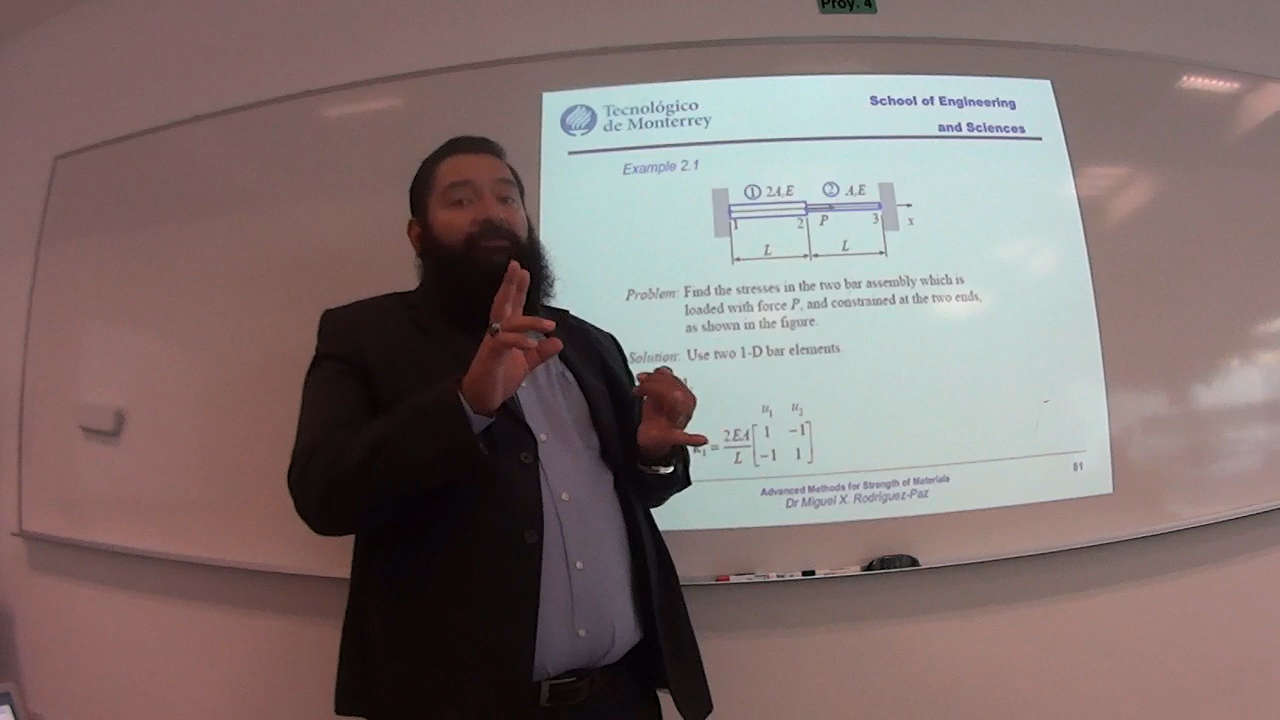 Proy. 4
Tecnológico
de Monterrey
School of Engineering
and Sciences
Example 2.1
① 2A,E ② A,E
1 2 P 3 x
L L
Problem: Find the stresses in the two bar assembly which is
loaded with force P, and constrained at the two ends,
as shown in the figure.
Solution: Use two 1-D bar elements.
u₁ u₂
= 2EA/L [1 -1
-1 1]
Advanced Methods for Strength of Materials
Dr Miguel X. Rodríguez-Paz
81